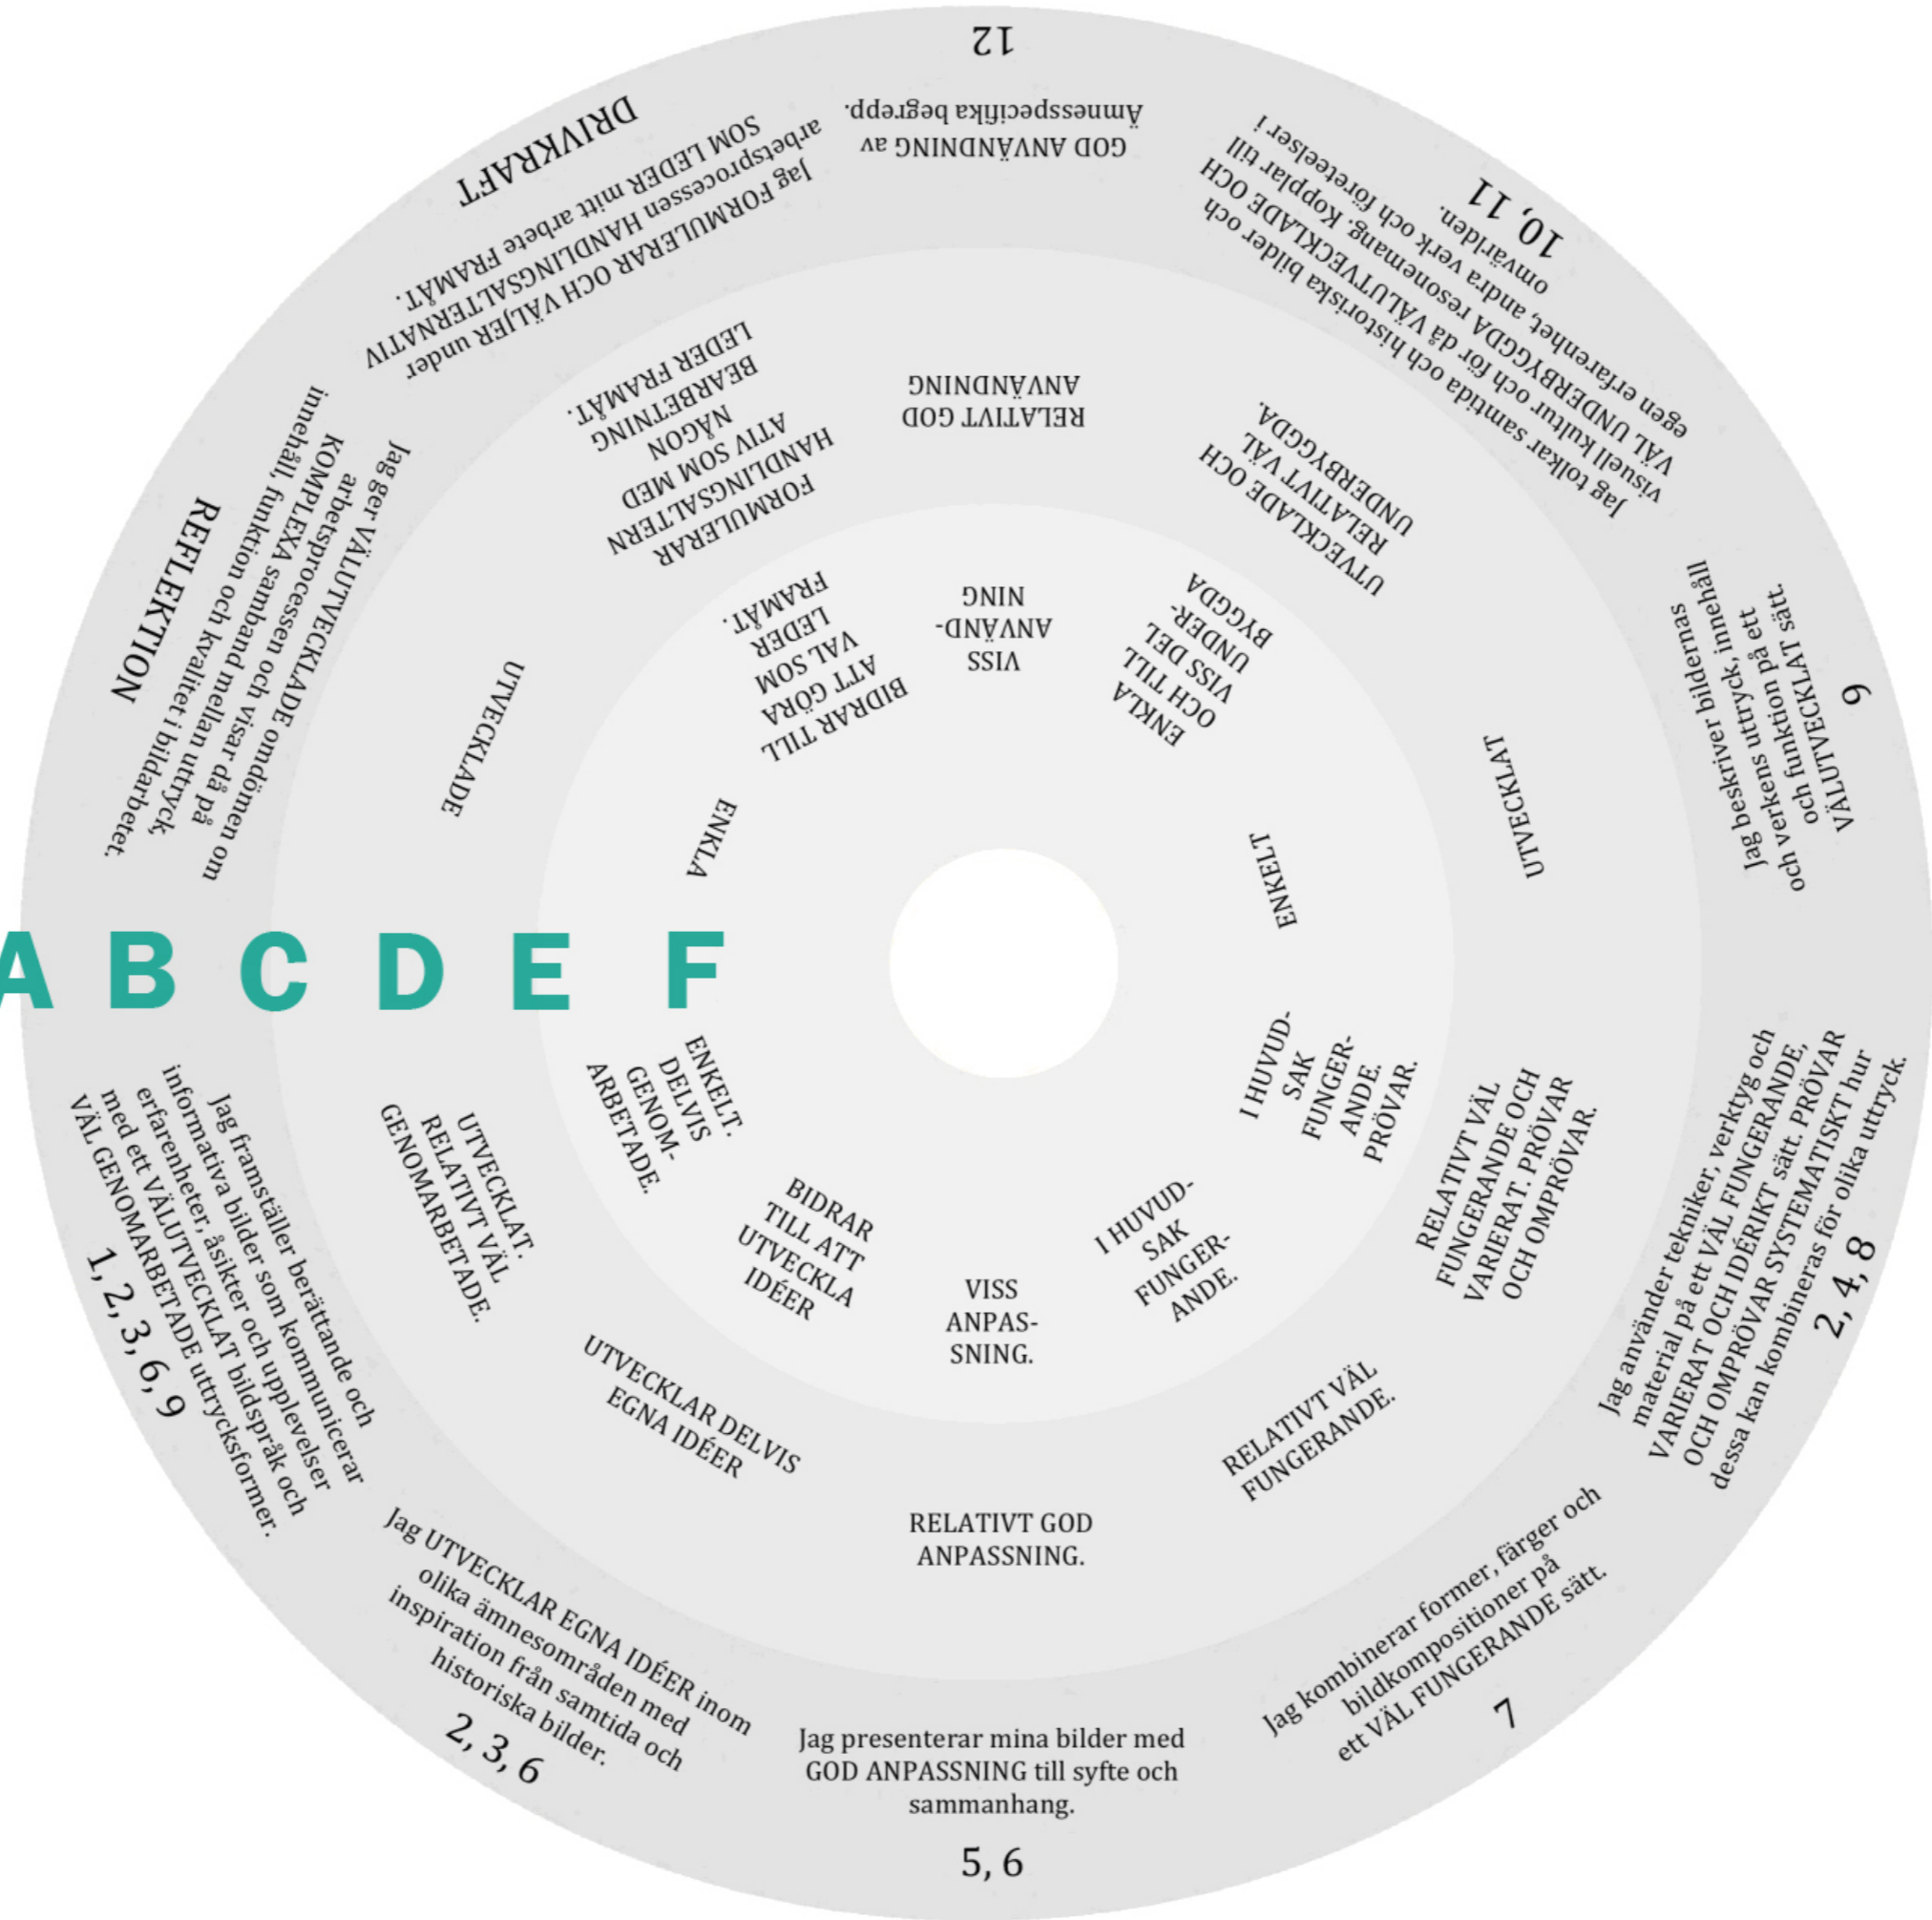 12
GOD ANVÄNDNING av
Ämnesspecifika begrepp.
RELATIVT GOD
ANVÄNDNING
VISS
ANVÄND-
NING
10, 11
Jag tolkar samtida och historiska bilder och
visuell kultur och för då VÄLUTVECKLADE OCH
VÄL UNDERBYGGDA resonemang. Kopplar till
egen erfarenhet, andra verk och företeelser i
omvärlden.
UTVECKLADE OCH
RELATIVT VÄL
UNDERBYGGDA.
ENKLA
OCH TILL
VISS DEL
UNDER-
BYGGDA
9
Jag beskriver bildernas
och verkens uttryck, innehåll
och funktion på ett
VÄLUTVECKLAT sätt.
UTVECKLAT
ENKELT
Jag använder tekniker, verktyg och
material på ett VÄL FUNGERANDE,
VARIERAT OCH IDÉRIKT sätt. PRÖVAR
OCH OMPRÖVAR SYSTEMATISKT hur
dessa kan kombineras för olika uttryck.
2, 4, 8
RELATIVT VÄL
FUNGERANDE OCH
VARIERAT. PRÖVAR
OCH OMPRÖVAR.
I HUVUD-
SAK
FUNGER-
ANDE.
PRÖVAR.
Jag kombinerar former, färger och
bildkompositioner på
ett VÄL FUNGERANDE sätt.
7
RELATIVT VÄL
FUNGERANDE.
I HUVUD-
SAK
FUNGER-
ANDE.
Jag presenterar mina bilder med
GOD ANPASSNING till syfte och
sammanhang.
5, 6
RELATIVT GOD
ANPASSNING.
VISS
ANPAS-
SNING.
Jag UTVECKLAR EGNA IDÉER inom
olika ämnesområden med
inspiration från samtida och
historiska bilder.
2, 3, 6
UTVECKLAR DELVIS
EGNA IDÉER
BIDRAR
TILL ATT
UTVECKLA
IDÉER
Jag framställer berättande och
informativa bilder som kommunicerar
erfarenheter, åsikter och upplevelser
med ett VÄLUTVECKLAT bildspråk och
VÄL GENOMARBETADE uttrycksformer.
1, 2, 3, 6, 9
UTVECKLAT.
RELATIVT VÄL
GENOMARBETADE.
ENKELT.
DELVIS
GENOM-
ARBETADE.
A B C D E F
REFLEKTION
Jag ger VÄLUTVECKLADE omdömen om
arbetsprocessen och visar då på
KOMPLEXA samband mellan uttryck,
innehåll, funktion och kvalitet i bildarbetet.
UTVECKLADE
ENKLA
DRIVKRAFT
Jag FORMULERAR OCH VÄLJER under
arbetsprocessen HANDLINGSALTERNATIV
SOM LEDER mitt arbete FRAMÅT.
FORMULERAR
HANDLINGSALTERN
ATIV SOM MED
NÅGON
BEARBETNING
LEDER FRAMÅT.
BIDRAR TILL
ATT GÖRA
VAL SOM
LEDER
FRAMÅT.